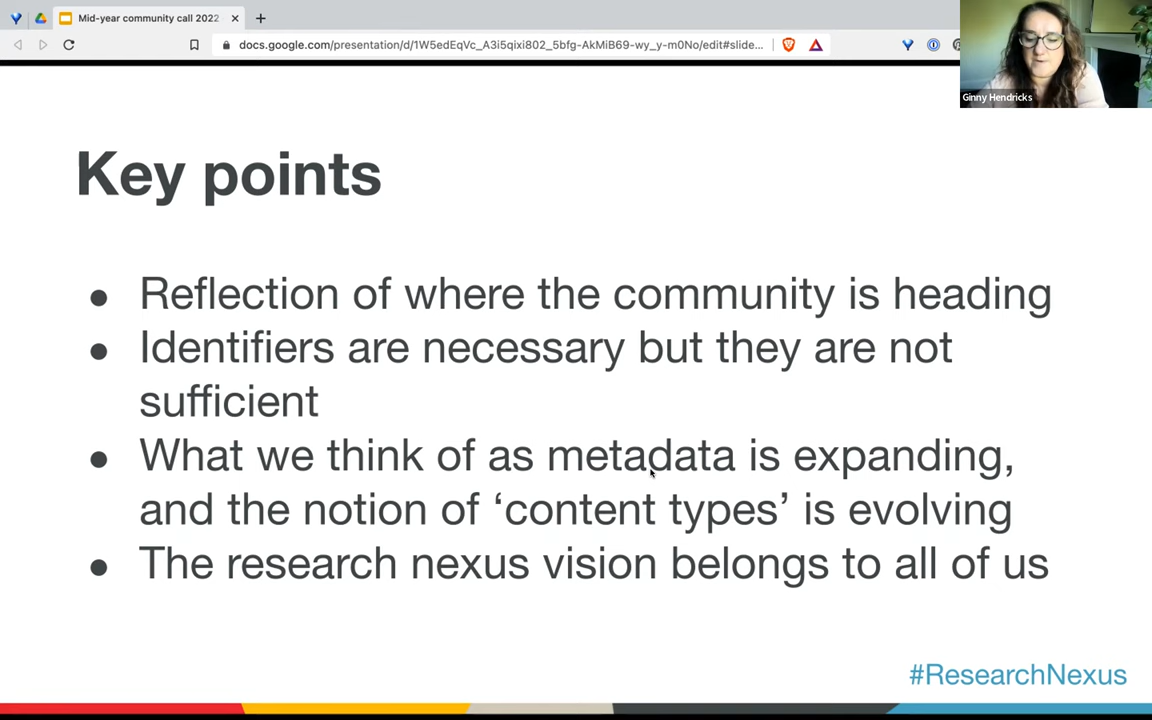 Mid-year community call 2022
docs.google.com/presentation/d/1W5edEqVc_A3i5qixi802_5bfg-AkMiB69-wy_y-m0No/edit#slide...
Ginny Hendricks
Key points
Reflection of where the community is heading
Identifiers are necessary but they are not
sufficient
What we think of as metadata is expanding,
and the notion of ‘content types’ is evolving
The research nexus vision belongs to all of us
#ResearchNexus